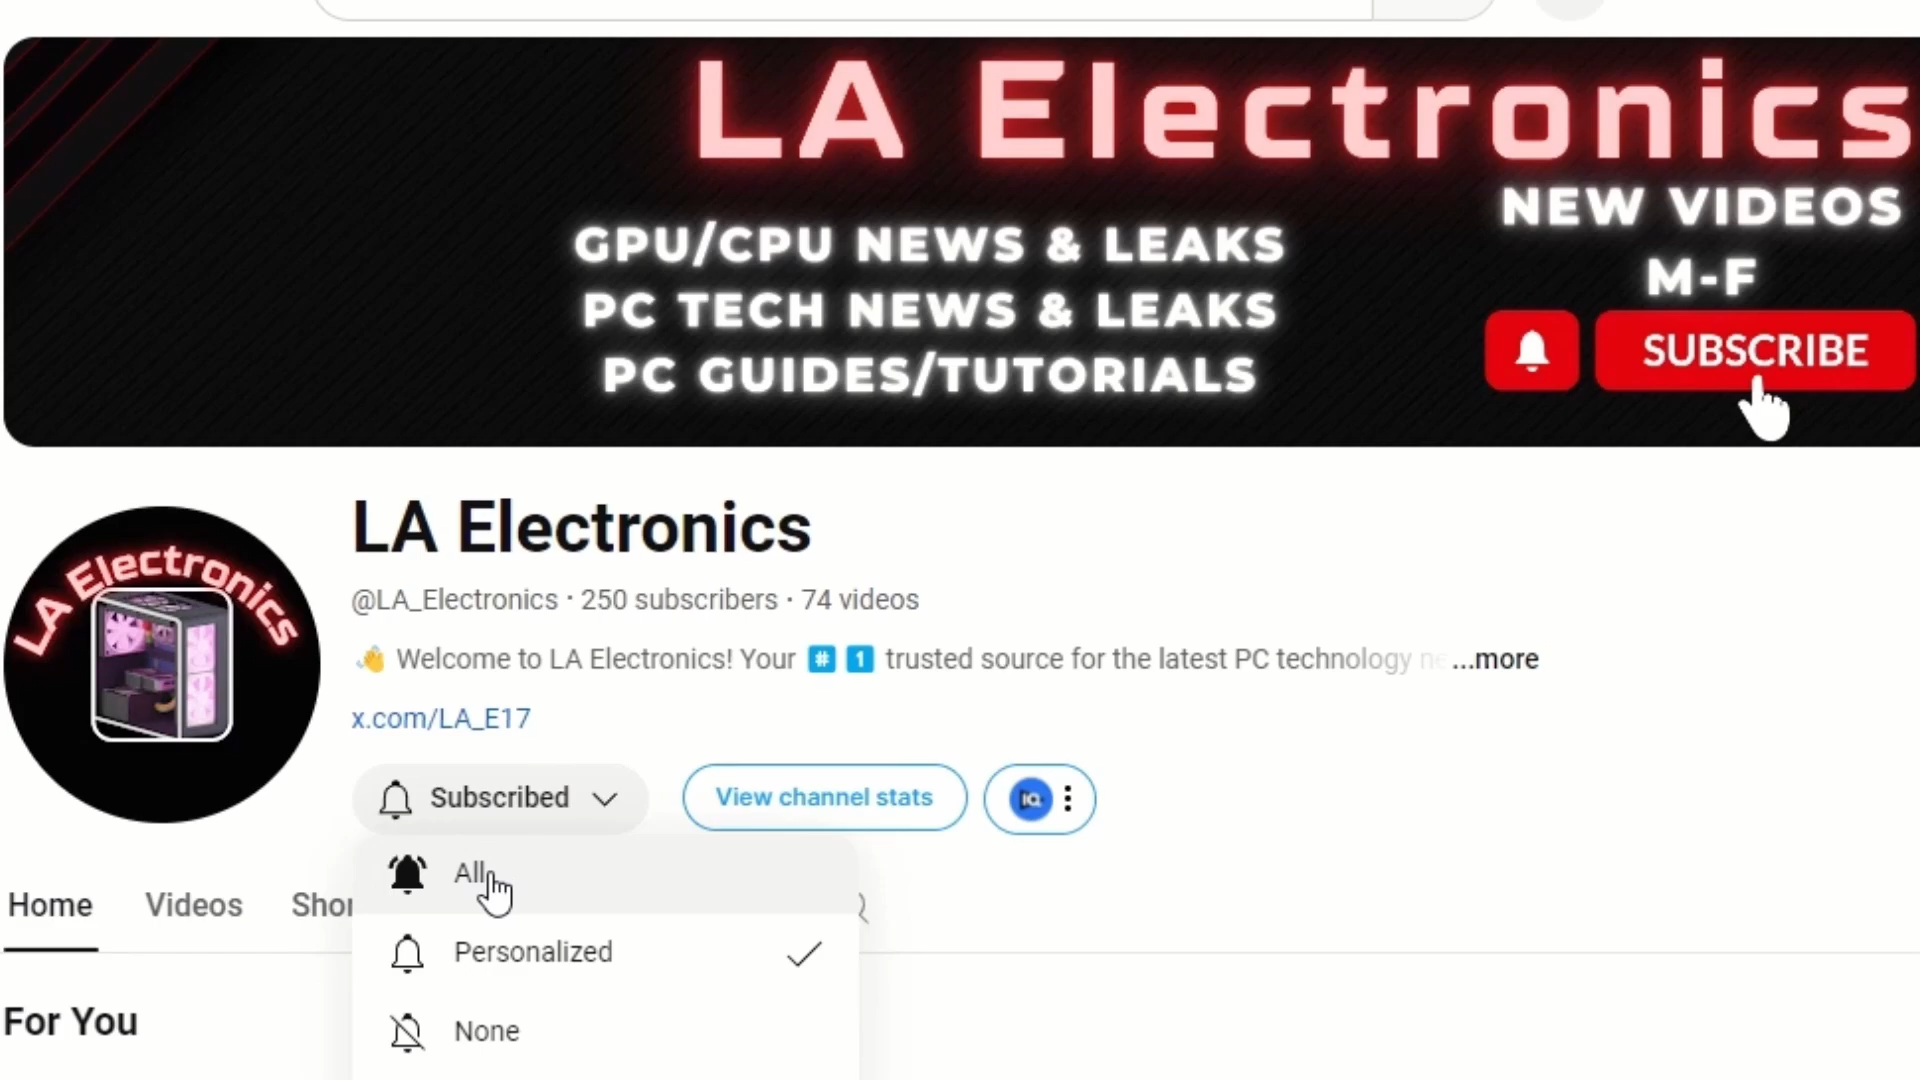 LA Electronics
NEW VIDEOS
M-F
GPU/CPU NEWS & LEAKS
PC TECH NEWS & LEAKS
PC GUIDES/TUTORIALS
SUBSCRIBE
LA Electronics
LA Electronics
@LA_Electronics · 250 subscribers · 74 videos
👋 Welcome to LA Electronics! Your #️⃣ 1️⃣ trusted source for the latest PC technology ...more
x.com/LA_E17
Subscribed
View channel stats
IQ
All
Home Videos
Personalized
For You
None